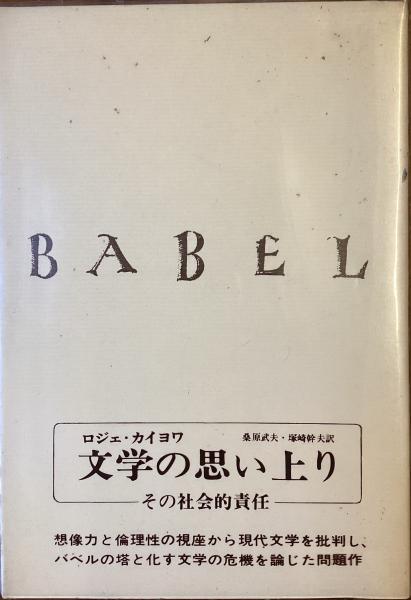 BABEL
ロジェ・カイヨワ 桑原武夫・塚崎幹夫訳
文学の思い上り
その社会的責任
想像力と倫理性の視座から現代文学を批判し、
バベルの塔と化す文学の危機を論じた問題作